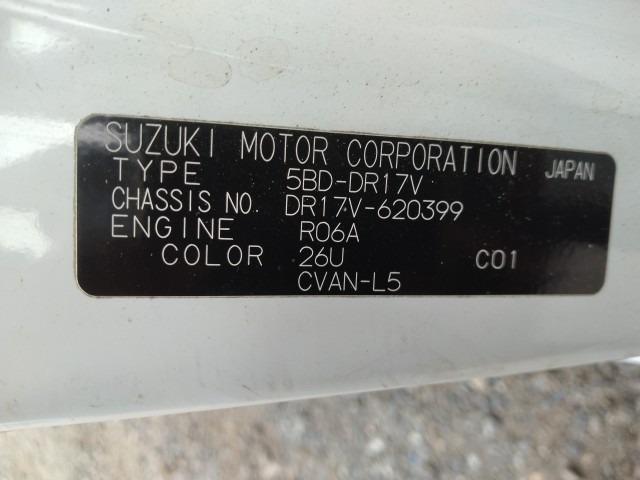 SUZUKI MOTOR CORPORATION JAPAN
TYPE 5BD-DR17V
CHASSIS NO. DR17V-620399
ENGINE R06A
COLOR 26U C01
CVAN-L5